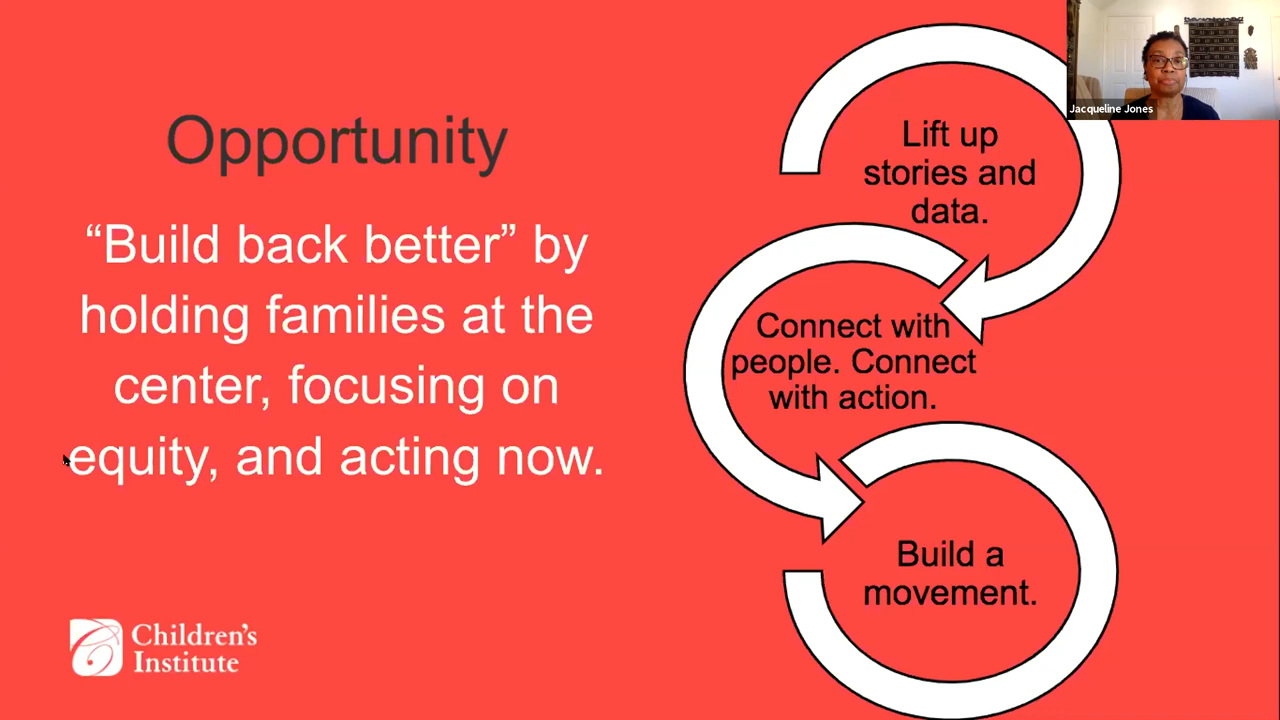 Opportunity
“Build back better” by
holding families at the
center, focusing on
equity, and acting now.
Lift up
stories and
data.
Connect with
people. Connect
with action.
Build a
movement.
Children's
Institute
Jacqueline Jones